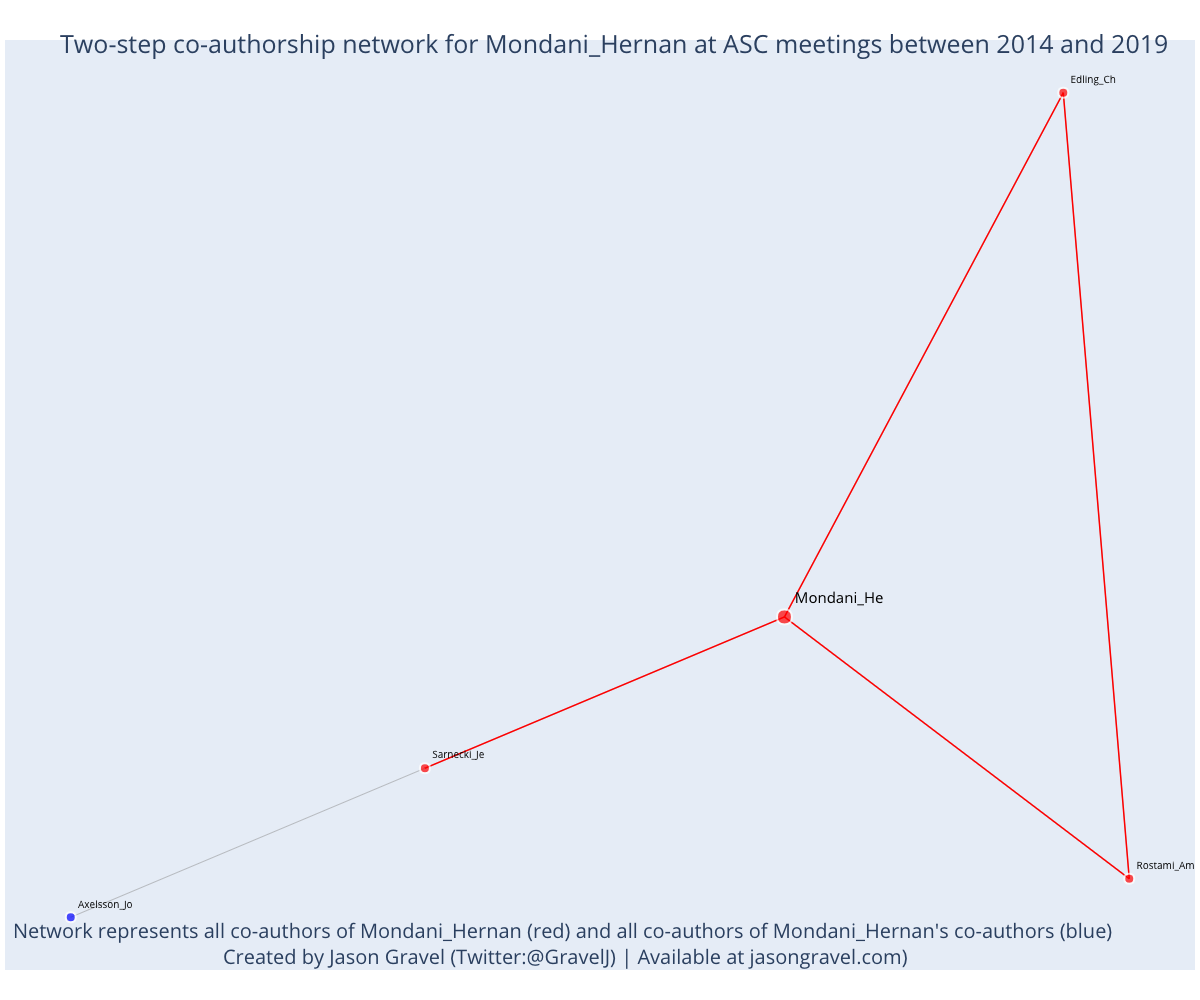 Two-step co-authorship network for Mondani_Hernan at ASC meetings between 2014 and 2019
Edling_Ch
Mondani_He
Sarnecki_Je
Rostami_Am
Axelsson_Jo
Network represents all co-authors of Mondani_Hernan (red) and all co-authors of Mondani_Hernan's co-authors (blue)
Created by Jason Gravel (Twitter:@GravelJ) | Available at jasongravel.com)